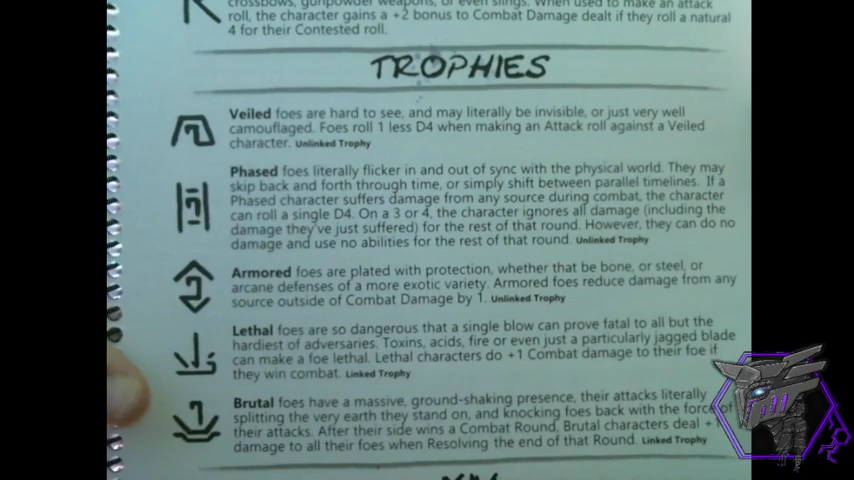 crossbows, gunpowder weapons, or even slings. When used to make an attack
roll, the character gains a +2 bonus to Combat Damage dealt if they roll a natural
4 for their Contested roll.
TROPHIES
Veiled foes are hard to see, and may literally be invisible, or just very well
camouflaged. Foes roll 1 less D4 when making an Attack roll against a Veiled
character. Unlinked Trophy
Phased foes literally flicker in and out of sync with the physical world. They may
skip back and forth through time, or simply shift between parallel timelines. If a
Phased character suffers damage from any source during combat, the character
can roll a single D4. On a 3 or 4, the character ignores all damage (including the
damage they've just suffered) for the rest of that round. However, they can do no
damage and use no abilities for the rest of that round. Unlinked Trophy
Armored foes are plated with protection, whether that be bone, or steel, or
arcane defenses of a more exotic variety. Armored foes reduce damage from any
source outside of Combat Damage by 1. Unlinked Trophy
Lethal foes are so dangerous that a single blow can prove fatal to all but the
hardiest of adversaries. Toxins, acids, fire or even just a particularly jagged blade
can make a foe lethal. Lethal characters do +1 Combat damage to their foe if
they win combat. Linked Trophy
Brutal foes have a massive, ground-shaking presence, their attacks literally
splitting the very earth they stand on, and knocking foes back with the force of
their attacks. After their side wins a Combat Round, Brutal characters deal +1
damage to all their foes when Resolving the end of that Round. Linked Trophy